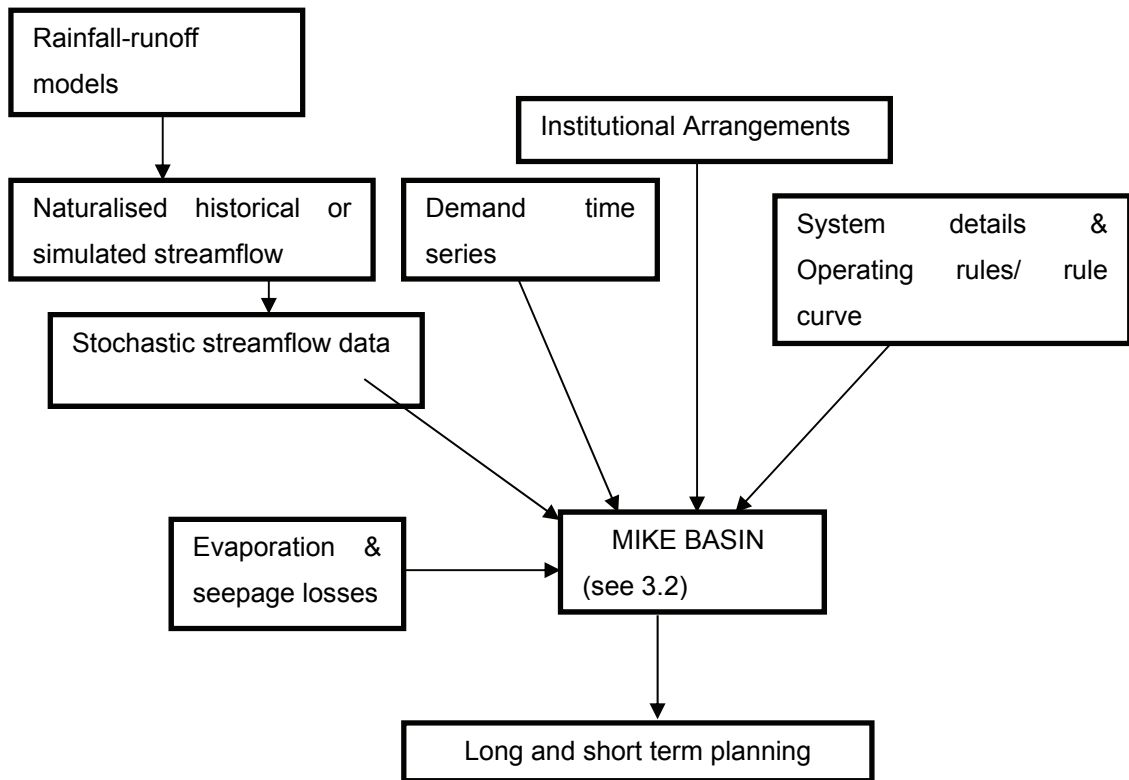 Rainfall-runoff
models
Institutional Arrangements
Naturalised historical or
simulated streamflow
Demand time
series
System details &
Operating rules/ rule
curve
Stochastic streamflow data
Evaporation &
seepage losses
MIKE BASIN
(see 3.2)
Long and short term planning